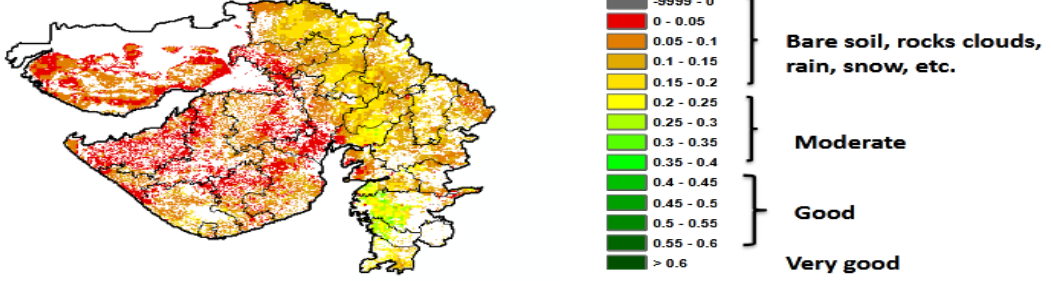 -9999 - 0
0 - 0.05
0.05 - 0.1
0.1 - 0.15
0.15 - 0.2
0.2 - 0.25
0.25 - 0.3
0.3 - 0.35
0.35 - 0.4
0.4 - 0.45
0.45 - 0.5
0.5 - 0.55
0.55 - 0.6
> 0.6
Bare soil, rocks clouds,
rain, snow, etc.
Moderate
Good
Very good